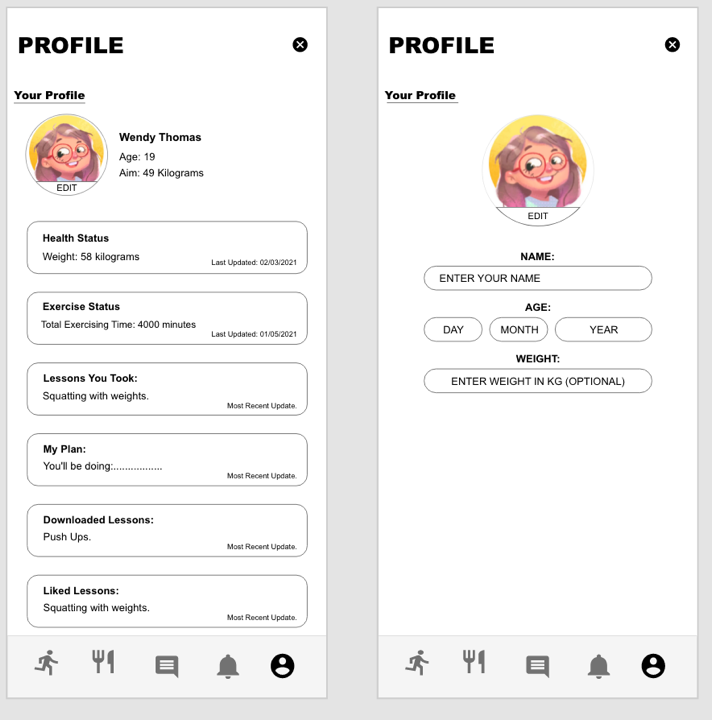 PROFILE
Your Profile
EDIT
Wendy Thomas
Age: 19
Aim: 49 Kilograms
Health Status
Weight: 58 kilograms
Last Updated: 02/03/2021
Exercise Status
Total Exercising Time: 4000 minutes
Last Updated: 01/05/2021
Lessons You Took:
Squatting with weights.
Most Recent Update.
My Plan:
You'll be doing:.................
Most Recent Update.
Downloaded Lessons:
Push Ups.
Most Recent Update.
Liked Lessons:
Squatting with weights.
Most Recent Update.
PROFILE
Your Profile
EDIT
NAME:
ENTER YOUR NAME
AGE:
DAY MONTH YEAR
WEIGHT:
ENTER WEIGHT IN KG (OPTIONAL)